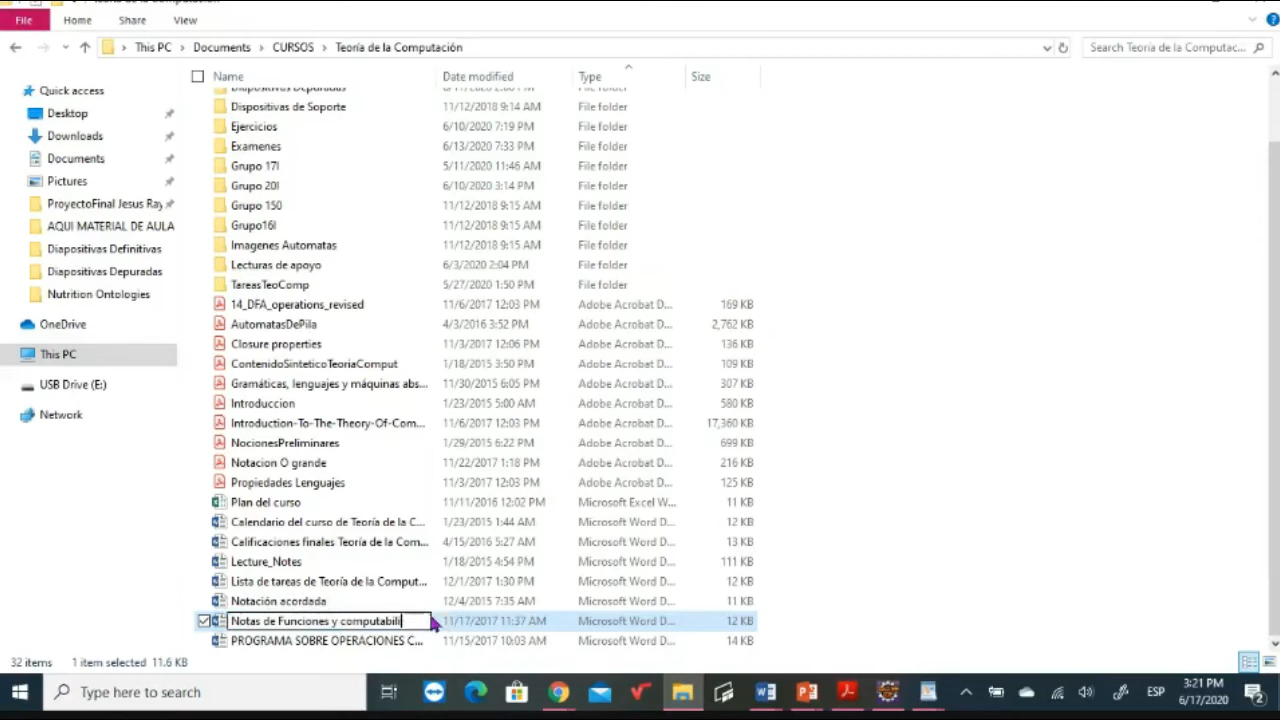 File Home Share View
This PC > Documents > CURSOS > Teoría de la Computación
Search Teoría de la Computac...
Name Date modified Type Size
Quick access
Desktop
Downloads
Documents
Pictures
ProyectoFinal Jesus Ray
AQUI MATERIAL DE AULA
Diapositivas Definitivas
Diapositivas Depuradas
Nutrition Ontologies
OneDrive
This PC
USB Drive (E:)
Network
Dispositivas de Soporte 11/12/2018 9:14 AM File folder
Ejercicios 6/10/2020 7:19 PM File folder
Examenes 6/13/2020 7:33 PM File folder
Grupo 17I 5/11/2020 11:46 AM File folder
Grupo 20I 6/10/2020 3:14 PM File folder
Grupo 150 11/12/2018 9:15 AM File folder
Grupo16I 11/12/2018 9:15 AM File folder
Imagenes Automatas 11/12/2018 9:15 AM File folder
Lecturas de apoyo 6/3/2020 2:04 PM File folder
TareasTeoComp 5/27/2020 1:50 PM File folder
14_DFA_operations_revised 11/6/2017 12:03 PM Adobe Acrobat D... 169 KB
AutomatasDePila 4/3/2016 3:52 PM Adobe Acrobat D... 2,762 KB
Closure properties 11/3/2017 12:06 PM Adobe Acrobat D... 136 KB
ContenidoSinteticoTeoriaComput 1/18/2015 3:50 PM Adobe Acrobat D... 109 KB
Gramáticas, lenguajes y máquinas abs... 11/30/2015 6:05 PM Adobe Acrobat D... 307 KB
Introduccion 1/23/2015 5:00 AM Adobe Acrobat D... 580 KB
Introduction-To-The-Theory-Of-Com... 11/6/2017 12:03 PM Adobe Acrobat D... 17,360 KB
NocionesPreliminares 1/29/2015 6:22 PM Adobe Acrobat D... 699 KB
Notacion O grande 11/22/2017 1:18 PM Adobe Acrobat D... 216 KB
Propiedades Lenguajes 11/3/2017 12:03 PM Adobe Acrobat D... 125 KB
Plan del curso 11/11/2016 12:02 PM Microsoft Excel W... 11 KB
Calendario del curso de Teoría de la C... 1/23/2015 1:44 AM Microsoft Word D... 12 KB
Calificaciones finales Teoría de la Com... 4/15/2016 5:27 AM Microsoft Word D... 13 KB
Lecture_Notes 1/18/2015 4:54 PM Microsoft Word D... 111 KB
Lista de tareas de Teoría de la Comput... 12/1/2017 1:30 PM Microsoft Word D... 12 KB
Notación acordada 12/4/2015 7:35 AM Microsoft Word D... 11 KB
Notas de Funciones y computabili 11/17/2017 11:37 AM Microsoft Word D... 12 KB
PROGRAMA SOBRE OPERACIONES C... 11/15/2017 10:03 AM Microsoft Word D... 14 KB
32 items 1 item selected 11.6 KB
Type here to search
ESP
3:21 PM
6/17/2020
2